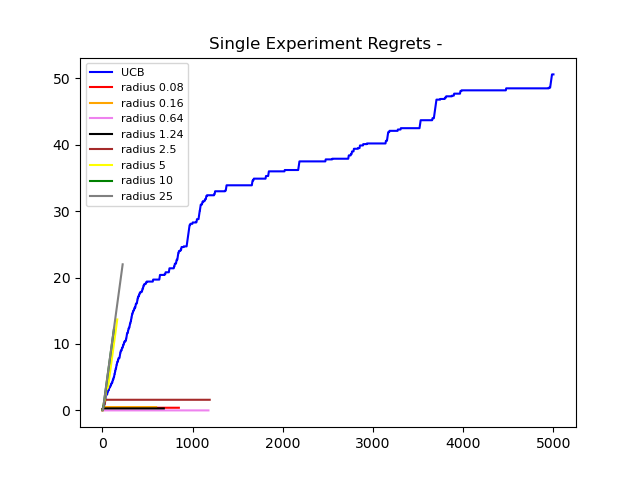 Single Experiment Regrets -
50
40
30
20
10
0
UCB
radius 0.08
radius 0.16
radius 0.64
radius 1.24
radius 2.5
radius 5
radius 10
radius 25
0 1000 2000 3000 4000 5000